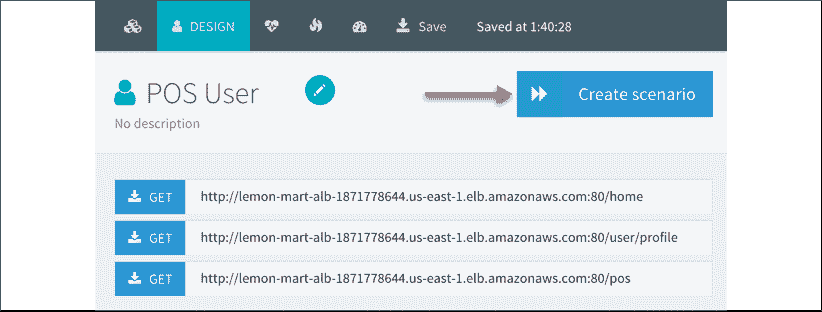 DESIGN Save Saved at 1:40:28
POS User
Create scenario
No description
GET http://lemon-mart-alb-1871778644.us-east-1.elb.amazonaws.com:80/home
GET http://lemon-mart-alb-1871778644.us-east-1.elb.amazonaws.com:80/user/profile
GET http://lemon-mart-alb-1871778644.us-east-1.elb.amazonaws.com:80/pos